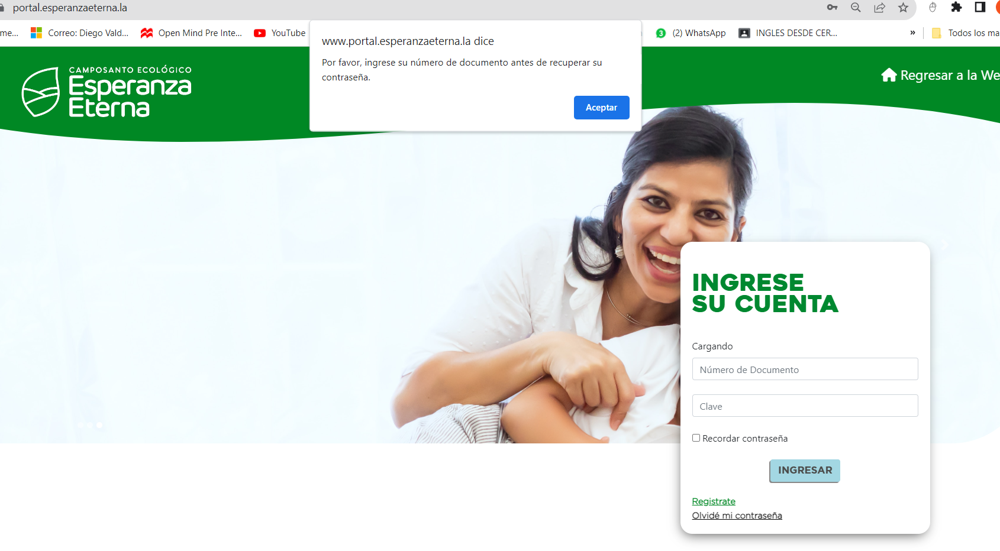 portal.esperanzaeterna.la
me...
Correo: Diego Vald...
Open Mind Pre Inte...
YouTube
3
(2) WhatsApp
INGLES DESDE CER...
»
Todos los ma
www.portal.esperanzaeterna.la dice
Por favor, ingrese su número de documento antes de recuperar su
contraseña.
Aceptar
CAMPOSANTO ECOLÓGICO
Esperanza
Eterna
Regresar a la We
INGRESE
SU CUENTA
Cargando
Número de Documento
Clave
Recordar contraseña
INGRESAR
Registrate
Olvidé mi contraseña